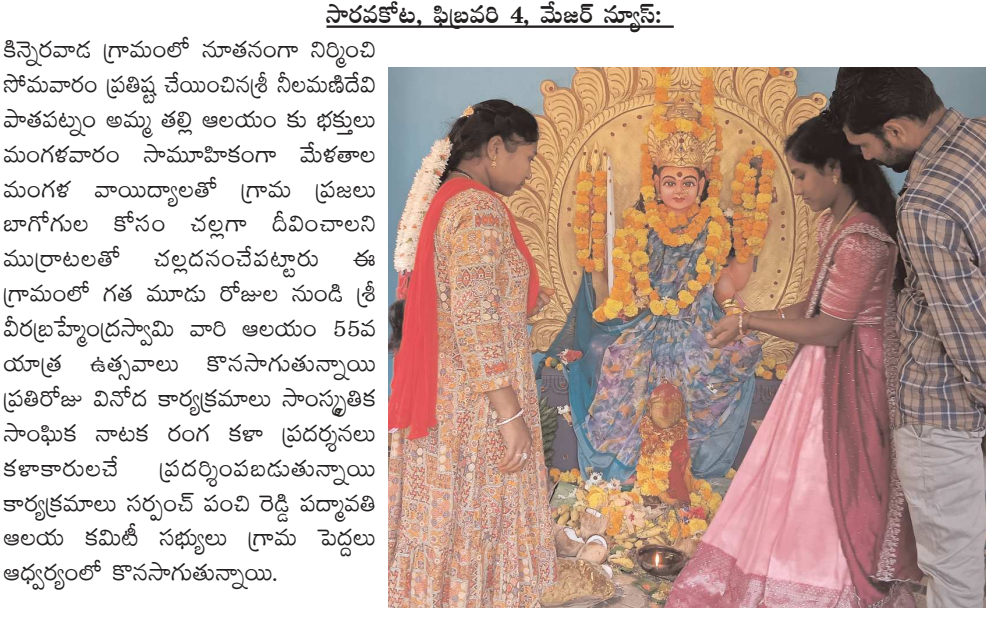 సారవకోట, ఫిబ్రవరి 4, మేజర్ న్యూస్:
కిన్నెరవాడ గ్రామంలో నూతనంగా నిర్మించి
సోమవారం ప్రతిష్ట చేయించినశ్రీ నీలమణిదేవి
పాతపట్నం అమ్మ తల్లి ఆలయం కు భక్తులు
మంగళవారం సామూహికంగా మేళతాల
మంగళ వాయిద్యాలతో గ్రామ ప్రజలు
బాగోగుల కోసం చల్లగా దీవించాలని
ముర్రాటలతో చల్లదనంచేపట్టారు ఈ
గ్రామంలో గత మూడు రోజుల నుండి శ్రీ
వీరబ్రహ్మేంద్రస్వామి వారి ఆలయం 55వ
యాత్ర ఉత్సవాలు కొనసాగుతున్నాయి
ప్రతిరోజు వినోద కార్యక్రమాలు సాంస్కృతిక
సాంఘిక నాటక రంగ కళా ప్రదర్శనలు
కళాకారులచే ప్రదర్శింపబడుతున్నాయి
కార్యక్రమాలు సర్పంచ్ పంచి రెడ్డి పద్మావతి
ఆలయ కమిటీ సభ్యులు గ్రామ పెద్దలు
ఆధ్వర్యంలో కొనసాగుతున్నాయి.